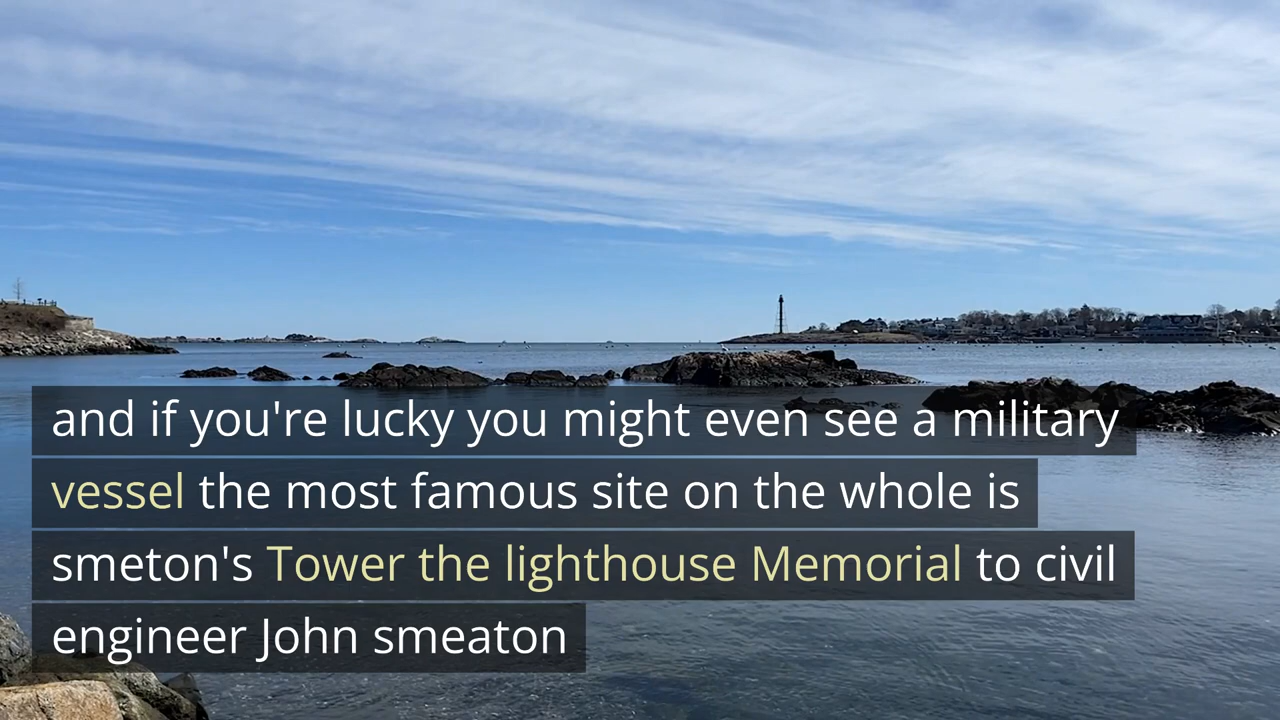 and if you're lucky you might even see a military
vessel the most famous site on the whole is
smeton's Tower the lighthouse Memorial to civil
engineer John smeaton